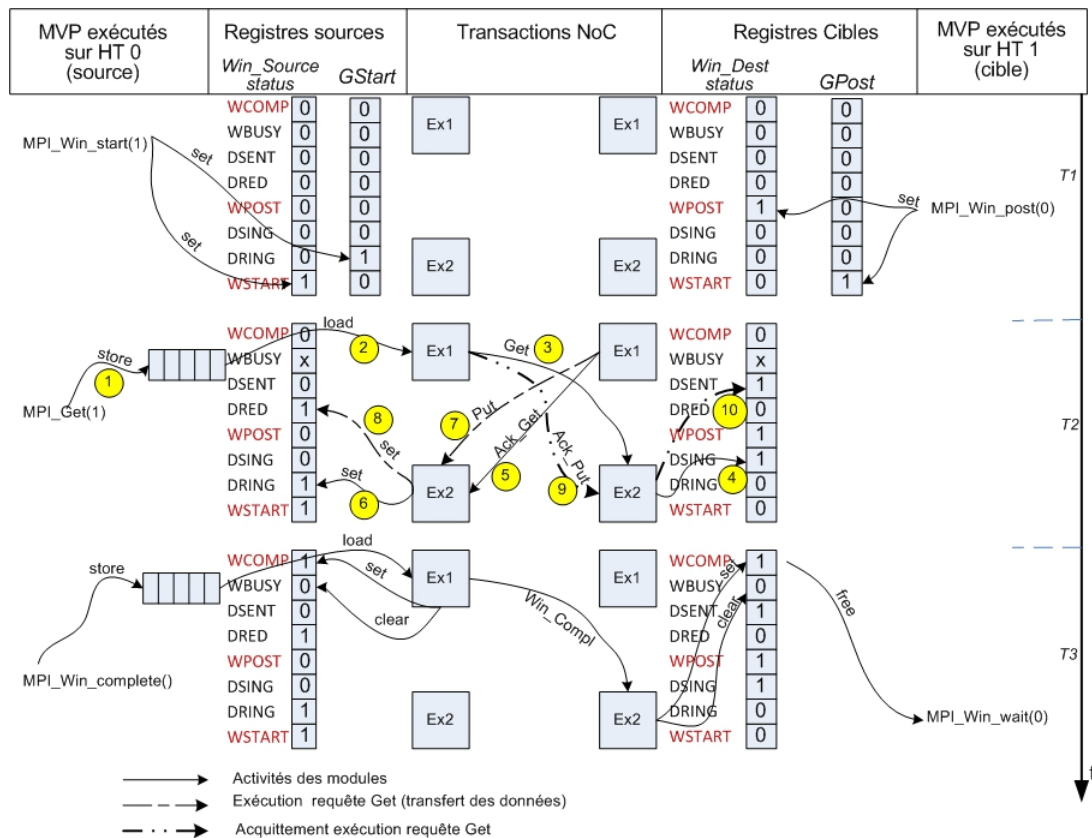 MVP exécutés sur HT 0 (source)
Registres sources
Transactions NoC
Registres Cibles
MVP exécutés sur HT 1 (cible)
Win_Source status
GStart
Win_Dest status
GPost
WCOMP 0 0 Ex1 Ex1 WCOMP 0 0
WBUSY 0 0 WBUSY 0 0
MPI_Win_start(1) set DSENT 0 0 DSENT 0 0
DRED 0 0 DRED 0 0 T1
WPOST 0 0 WPOST 1 set 0 MPI_Win_post(0)
set DSING 0 0 DSING 0 0
DRING 0 1 Ex2 Ex2 DRING 0 0
WSTART 1 0 WSTART 0 1
WCOMP 0 load Ex1 Get 3 Ex1 WCOMP 0
store WBUSY x 2 WBUSY x
1 DSENT 0 DSENT 1
MPI_Get(1) DRED 1 8 7 Put DRED 10 0
WPOST 0 set Ack_Get Ack_Put WPOST 1 T2
DSING 0 set Ex2 5 9 Ex2 DSING 1
DRING 1 6 DRING 4 0
WSTART 1 WSTART 0
WCOMP 1 load Ex1 Ex1 WCOMP set 1
store WBUSY 0 set WBUSY 0 free
DSENT 0 clear Win_Compl DSENT clear 1
DRED 1 DRED 0
WPOST 0 WPOST 1 T3
MPI_Win_complete() DSING 0 DSING 1
DRING 1 Ex2 Ex2 DRING 0 MPI_Win_wait(0)
WSTART 1 WSTART 0
Activités des modules
Exécution requête Get (transfert des données)
Acquittement exécution requête Get